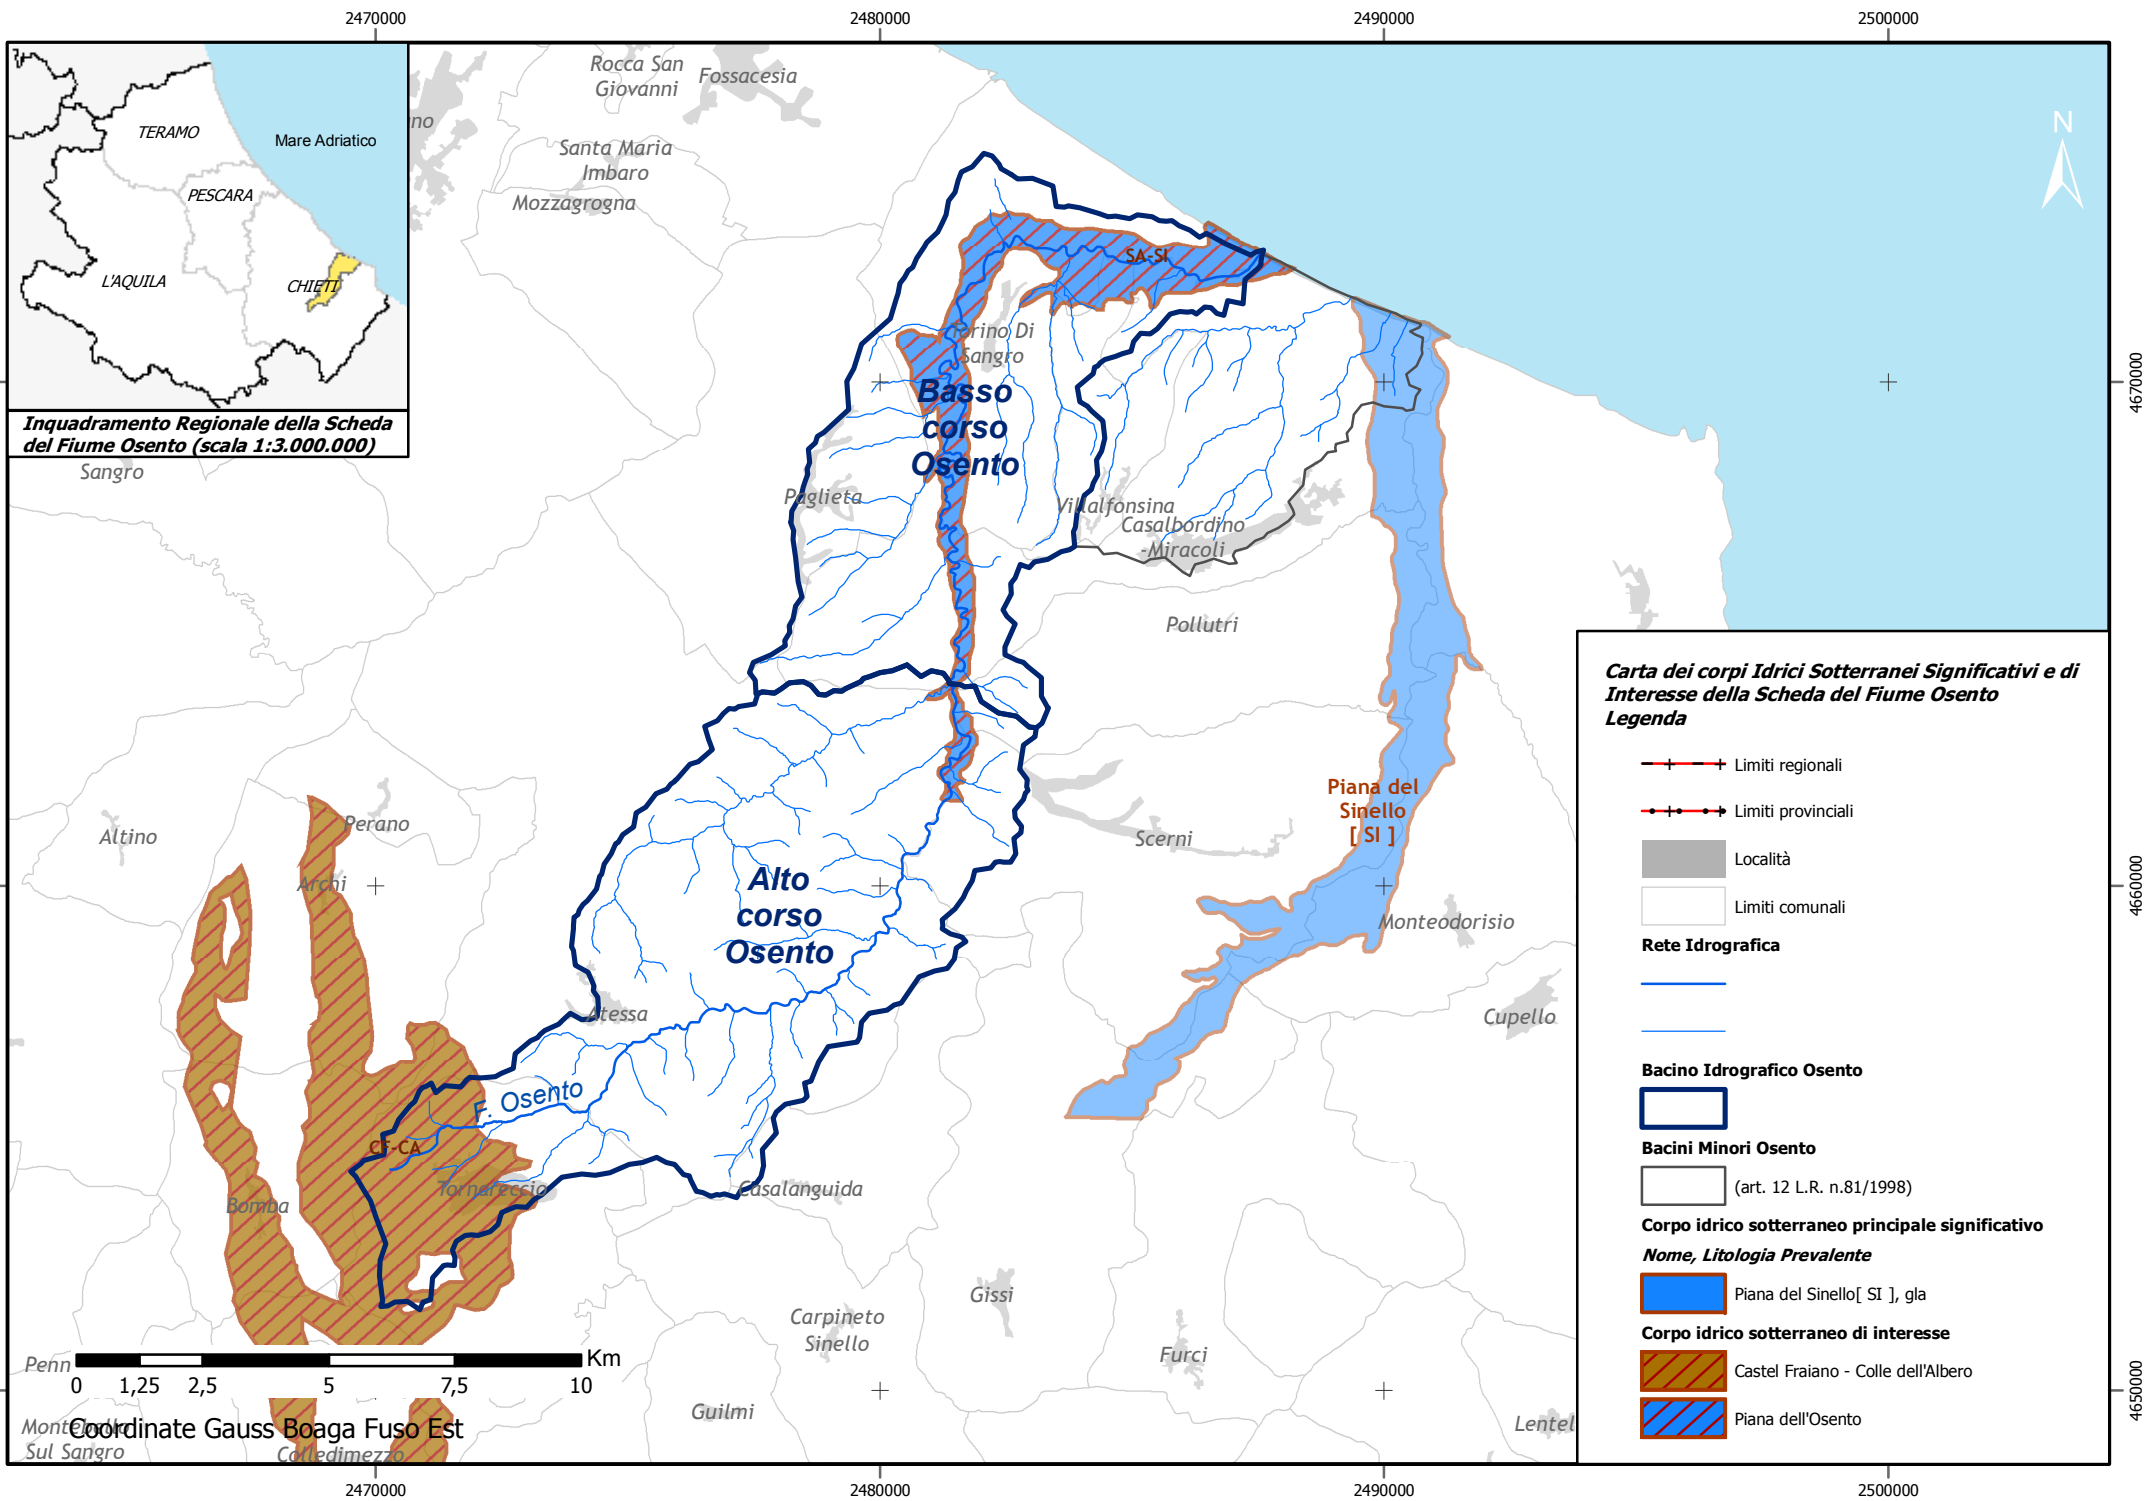 2470000
2480000
2490000
2500000
TERAMO
Mare Adriatico
PESCARA
L'AQUILA
CHIETI
Inquadramento Regionale della Scheda
del Fiume Osento (scala 1:3.000.000)
Rocca San
Giovanni
Fossacesia
no
Santa Maria
Imbaro
Mozzagrogna
N
SA-SI
Torino Di
Sangro
4670000
Basso
corso
Osento
Sangro
Paglieta
Villalfonsina
Casalbordino
-Miracoli
Pollutri
Piana del
Sinello
[ SI ]
Altino
Perano
Scerni
Archi
Alto
corso
Osento
4660000
Monteodorisio
Atessa
Cupello
F. Osento
CF-CA
Tornareccio
Casalanguida
Bomba
Gissi
Carpineto
Sinello
Furci
Penn
Km
0 1,25 2,5 5 7,5 10
Guilmi
Lentel
4650000
Montebello
Sul Sangro
Coordinate Gauss Boaga Fuso Est
Colledimezzo
Carta dei corpi Idrici Sotterranei Significativi e di
Interesse della Scheda del Fiume Osento
Legenda
Limiti regionali
Limiti provinciali
Località
Limiti comunali
Rete Idrografica
Bacino Idrografico Osento
Bacini Minori Osento
(art. 12 L.R. n.81/1998)
Corpo idrico sotterraneo principale significativo
Nome, Litologia Prevalente
Piana del Sinello[ SI ], gla
Corpo idrico sotterraneo di interesse
Castel Fraiano - Colle dell'Albero
Piana dell'Osento
2470000
2480000
2490000
2500000